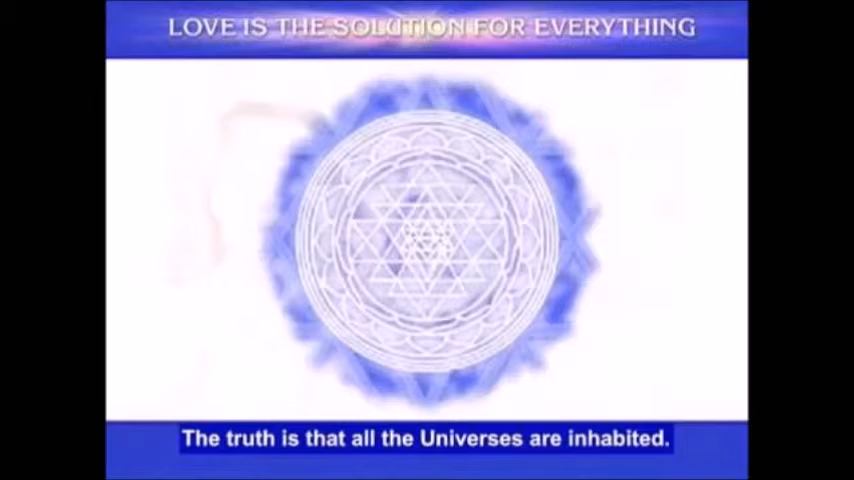 LOVE IS THE SOLUTION FOR EVERYTHING
The truth is that all the Universes are inhabited.